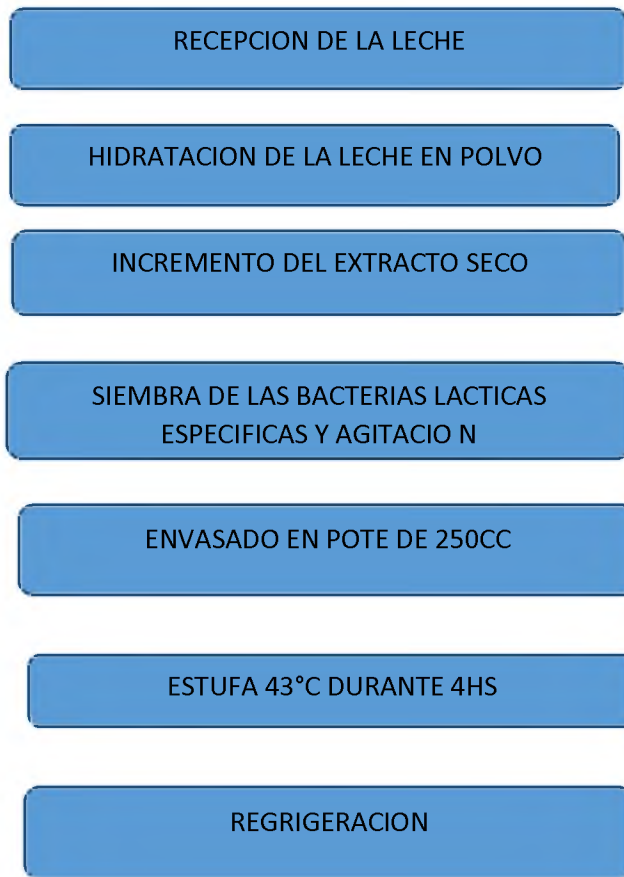 RECEPCION DE LA LECHE
HIDRATACION DE LA LECHE EN POLVO
INCREMENTO DEL EXTRACTO SECO
SIEMBRA DE LAS BACTERIAS LACTICAS
ESPECIFICAS Y AGITACIO N
ENVASADO EN POTE DE 250CC
ESTUFA 43°C DURANTE 4HS
REGRIGERACION